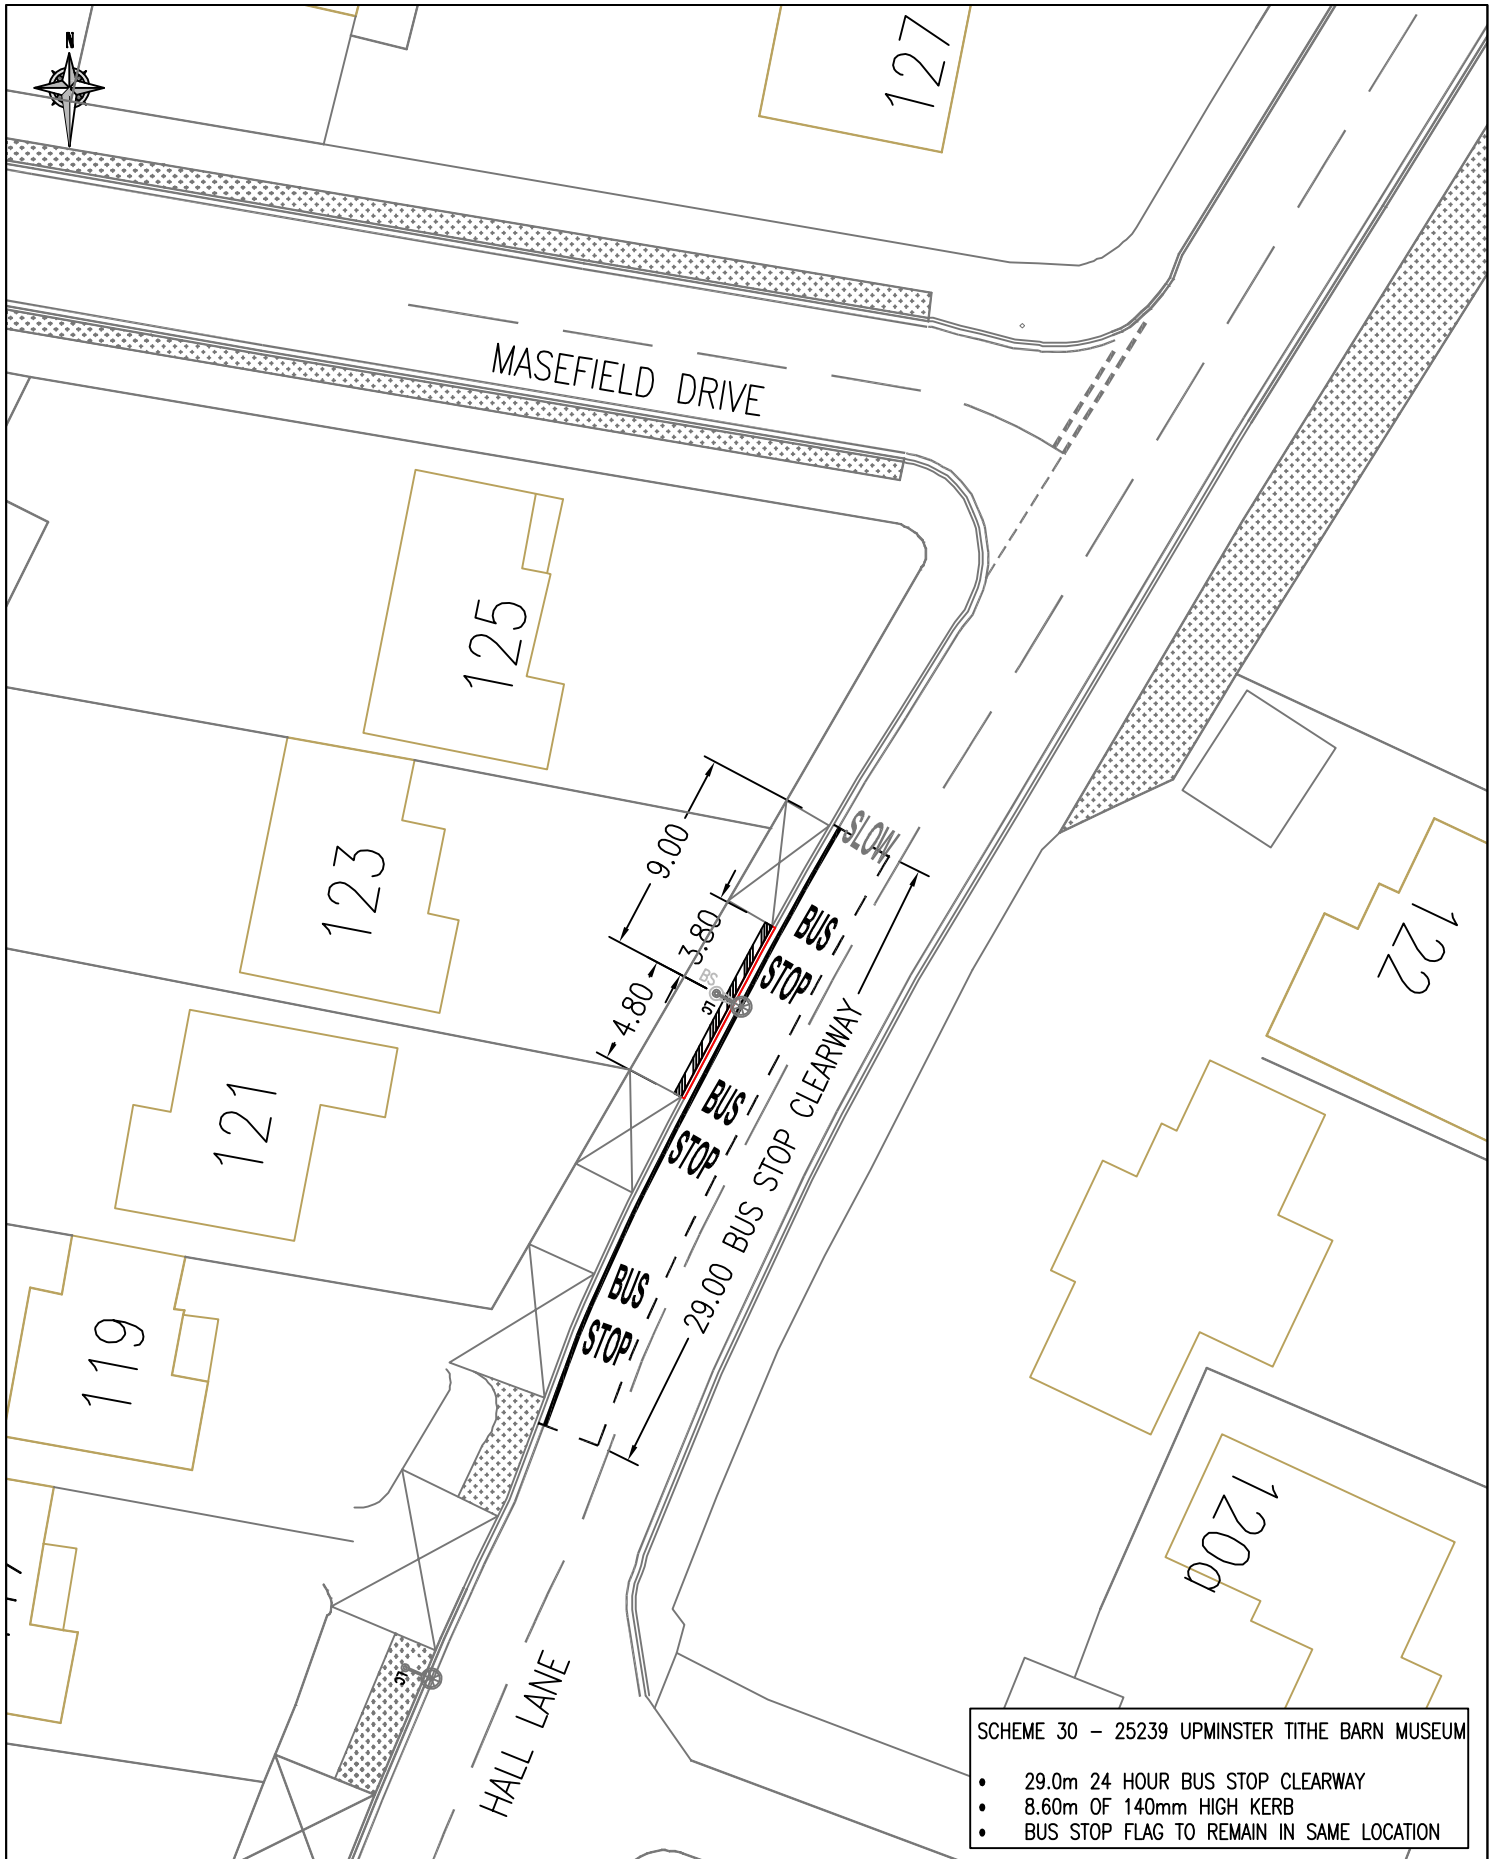 N
127
MASEFIELD DRIVE
125
123
9.00
SLOW
3.80
BUS
STOP
122
BS
LC
4.80
121
BUS
STOP
29.00 BUS STOP CLEARWAY
BUS
STOP
119
120a
LC
HALL LANE
SCHEME 30 – 25239 UPMINSTER TITHE BARN MUSEUM
• 29.0m 24 HOUR BUS STOP CLEARWAY
• 8.60m OF 140mm HIGH KERB
• BUS STOP FLAG TO REMAIN IN SAME LOCATION